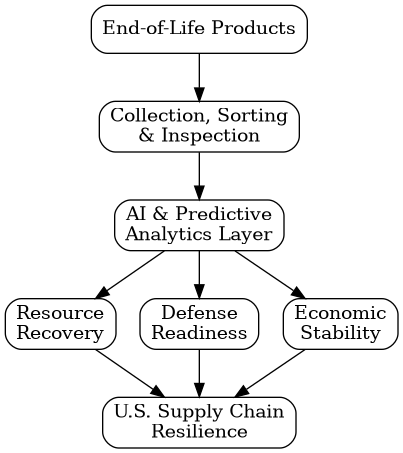 End-of-Life Products
Collection, Sorting
& Inspection
AI & Predictive
Analytics Layer
Resource
Recovery
Defense
Readiness
Economic
Stability
U.S. Supply Chain
Resilience